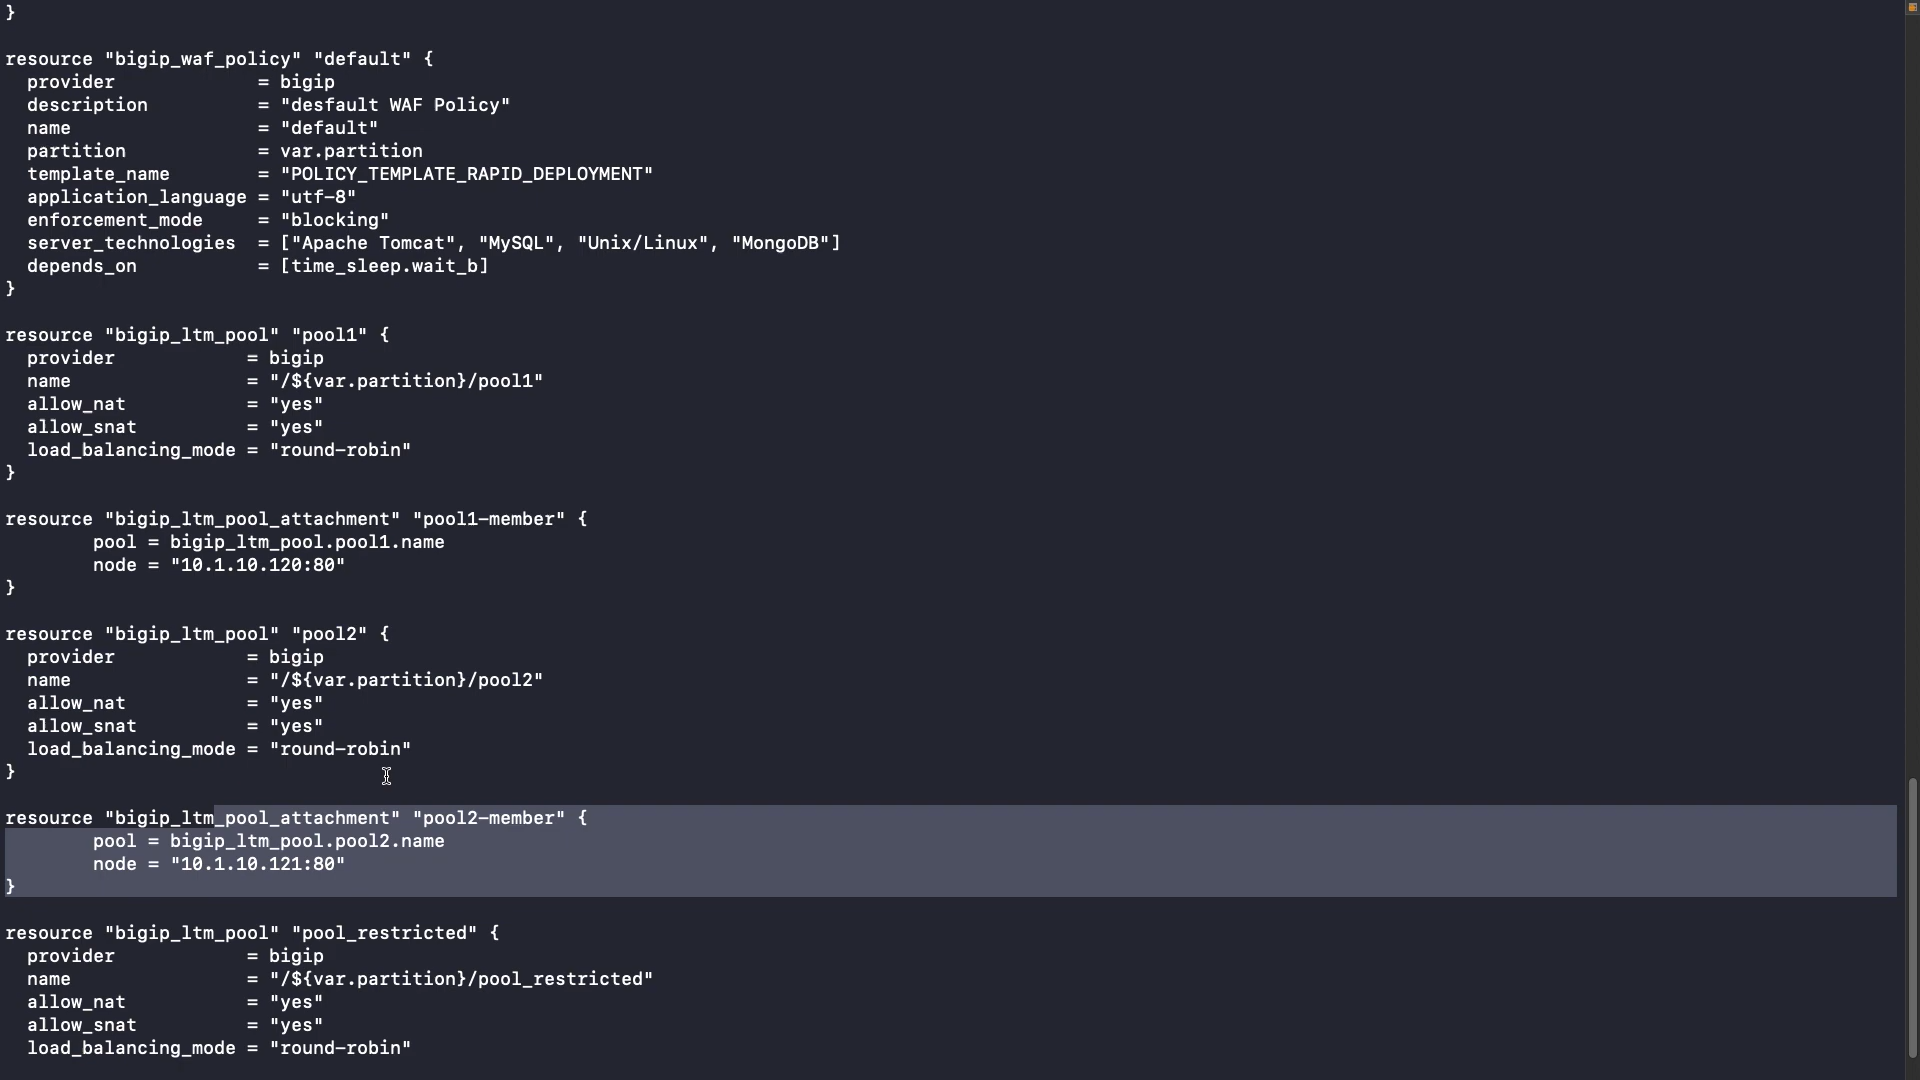 }
resource "bigip_waf_policy" "default" {
  provider             = bigip
  description          = "desfault WAF Policy"
  name                 = "default"
  partition            = var.partition
  template_name        = "POLICY_TEMPLATE_RAPID_DEPLOYMENT"
  application_language = "utf-8"
  enforcement_mode     = "blocking"
  server_technologies  = ["Apache Tomcat", "MySQL", "Unix/Linux", "MongoDB"]
  depends_on           = [time_sleep.wait_b]
}
resource "bigip_ltm_pool" "pool1" {
  provider            = bigip
  name                = "/${var.partition}/pool1"
  allow_nat           = "yes"
  allow_snat          = "yes"
  load_balancing_mode = "round-robin"
}
resource "bigip_ltm_pool_attachment" "pool1-member" {
        pool = bigip_ltm_pool.pool1.name
        node = "10.1.10.120:80"
}
resource "bigip_ltm_pool" "pool2" {
  provider            = bigip
  name                = "/${var.partition}/pool2"
  allow_nat           = "yes"
  allow_snat          = "yes"
  load_balancing_mode = "round-robin"
}
resource "bigip_ltm_pool_attachment" "pool2-member" {
        pool = bigip_ltm_pool.pool2.name
        node = "10.1.10.121:80"
}
resource "bigip_ltm_pool" "pool_restricted" {
  provider            = bigip
  name                = "/${var.partition}/pool_restricted"
  allow_nat           = "yes"
  allow_snat          = "yes"
  load_balancing_mode = "round-robin"